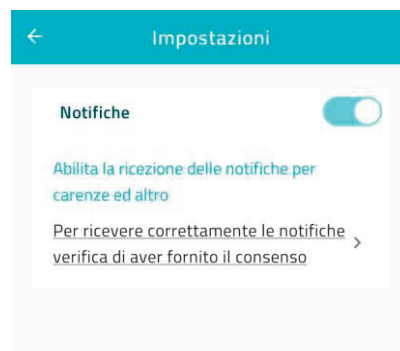 Impostazioni
Notifiche
Abilita la ricezione delle notifiche per
carenze ed altro
Per ricevere correttamente le notifiche
verifica di aver fornito il consenso